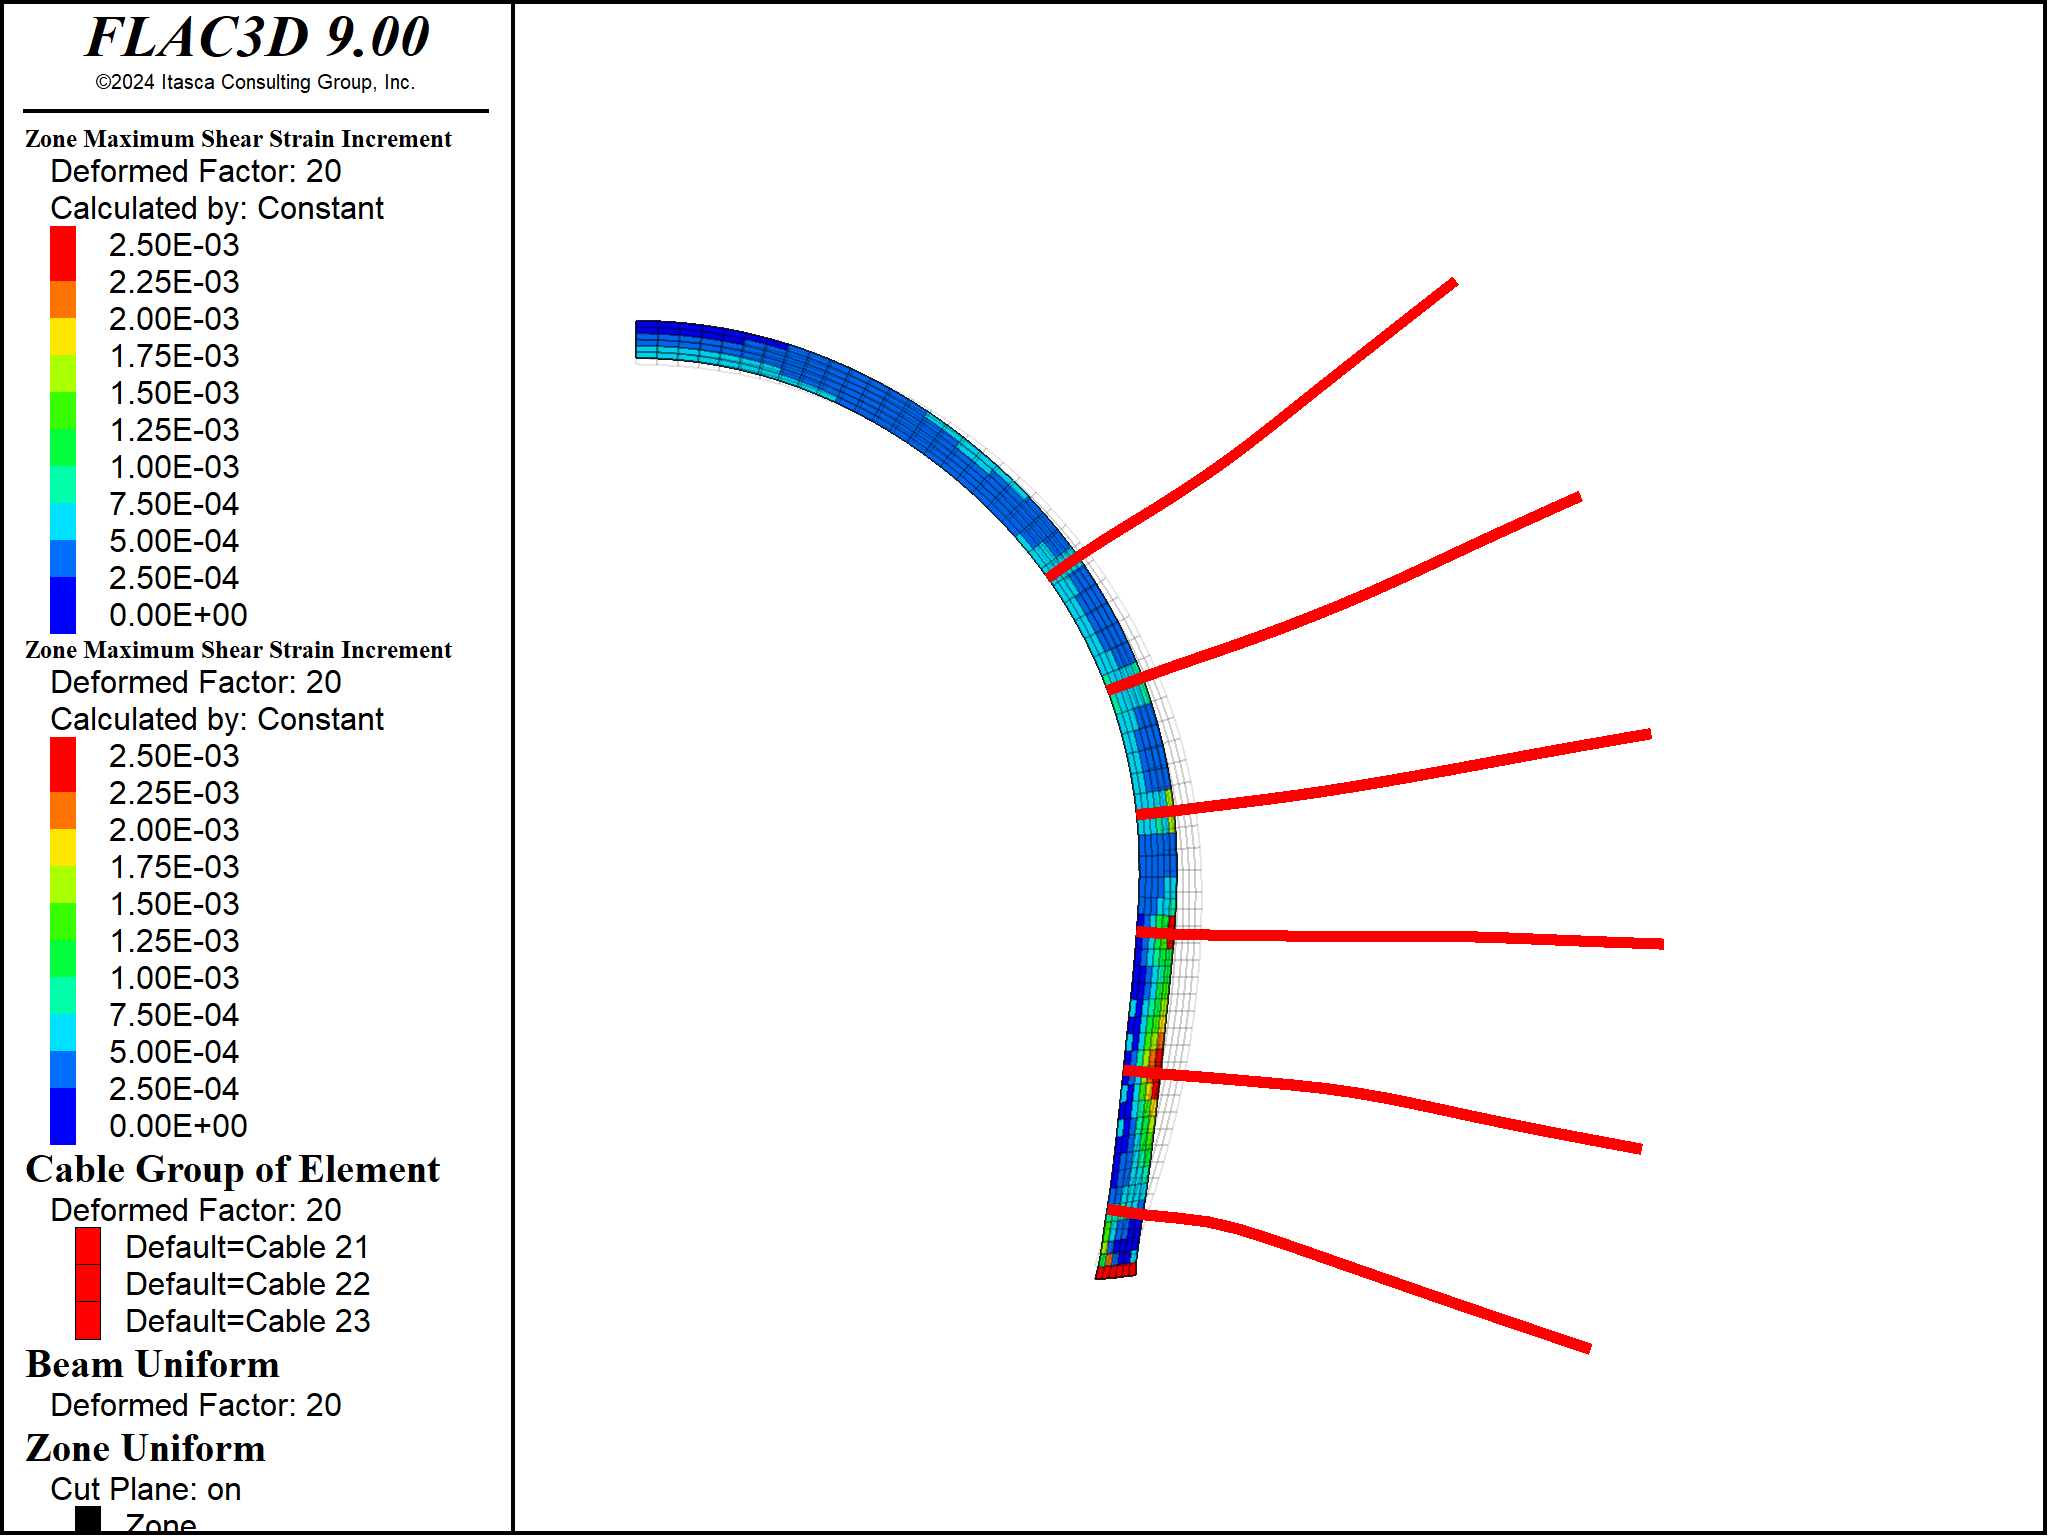 FLAC3D 9.00
©2024 Itasca Consulting Group, Inc.
Zone Maximum Shear Strain Increment
Deformed Factor: 20
Calculated by: Constant
2.50E-03
2.25E-03
2.00E-03
1.75E-03
1.50E-03
1.25E-03
1.00E-03
7.50E-04
5.00E-04
2.50E-04
0.00E+00
Zone Maximum Shear Strain Increment
Deformed Factor: 20
Calculated by: Constant
2.50E-03
2.25E-03
2.00E-03
1.75E-03
1.50E-03
1.25E-03
1.00E-03
7.50E-04
5.00E-04
2.50E-04
0.00E+00
Cable Group of Element
Deformed Factor: 20
Default=Cable 21
Default=Cable 22
Default=Cable 23
Beam Uniform
Deformed Factor: 20
Zone Uniform
Cut Plane: on
Zone